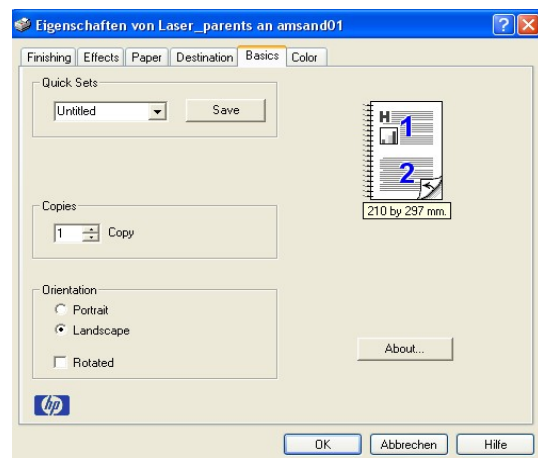 Eigenschaften von Laser_parents an amsand01
Finishing Effects Paper Destination Basics Color
Quick Sets
Untitled Save
H 1
2
210 by 297 mm.
Copies
1 Copy
Orientation
Portrait
Landscape
Rotated
About...
hp
OK Abbrechen Hilfe